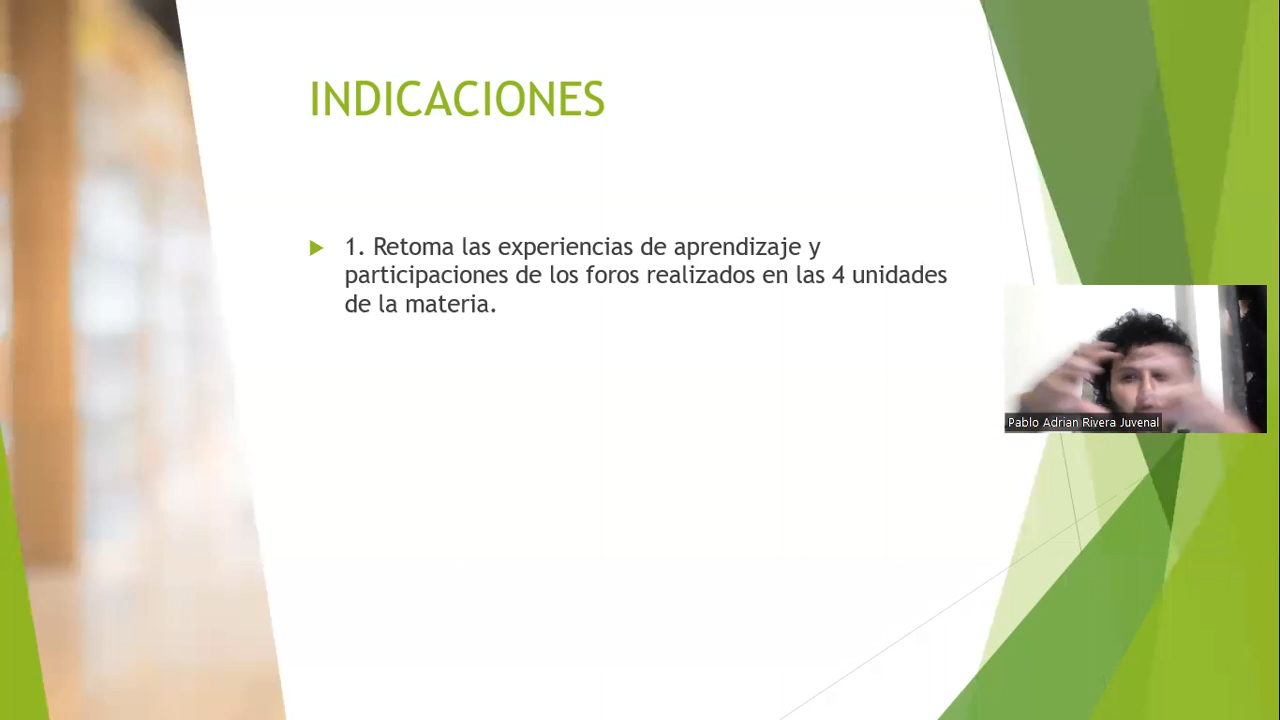 INDICACIONES
1. Retoma las experiencias de aprendizaje y
participaciones de los foros realizados en las 4 unidades
de la materia.
Pablo Adrian Rivera Juvenal